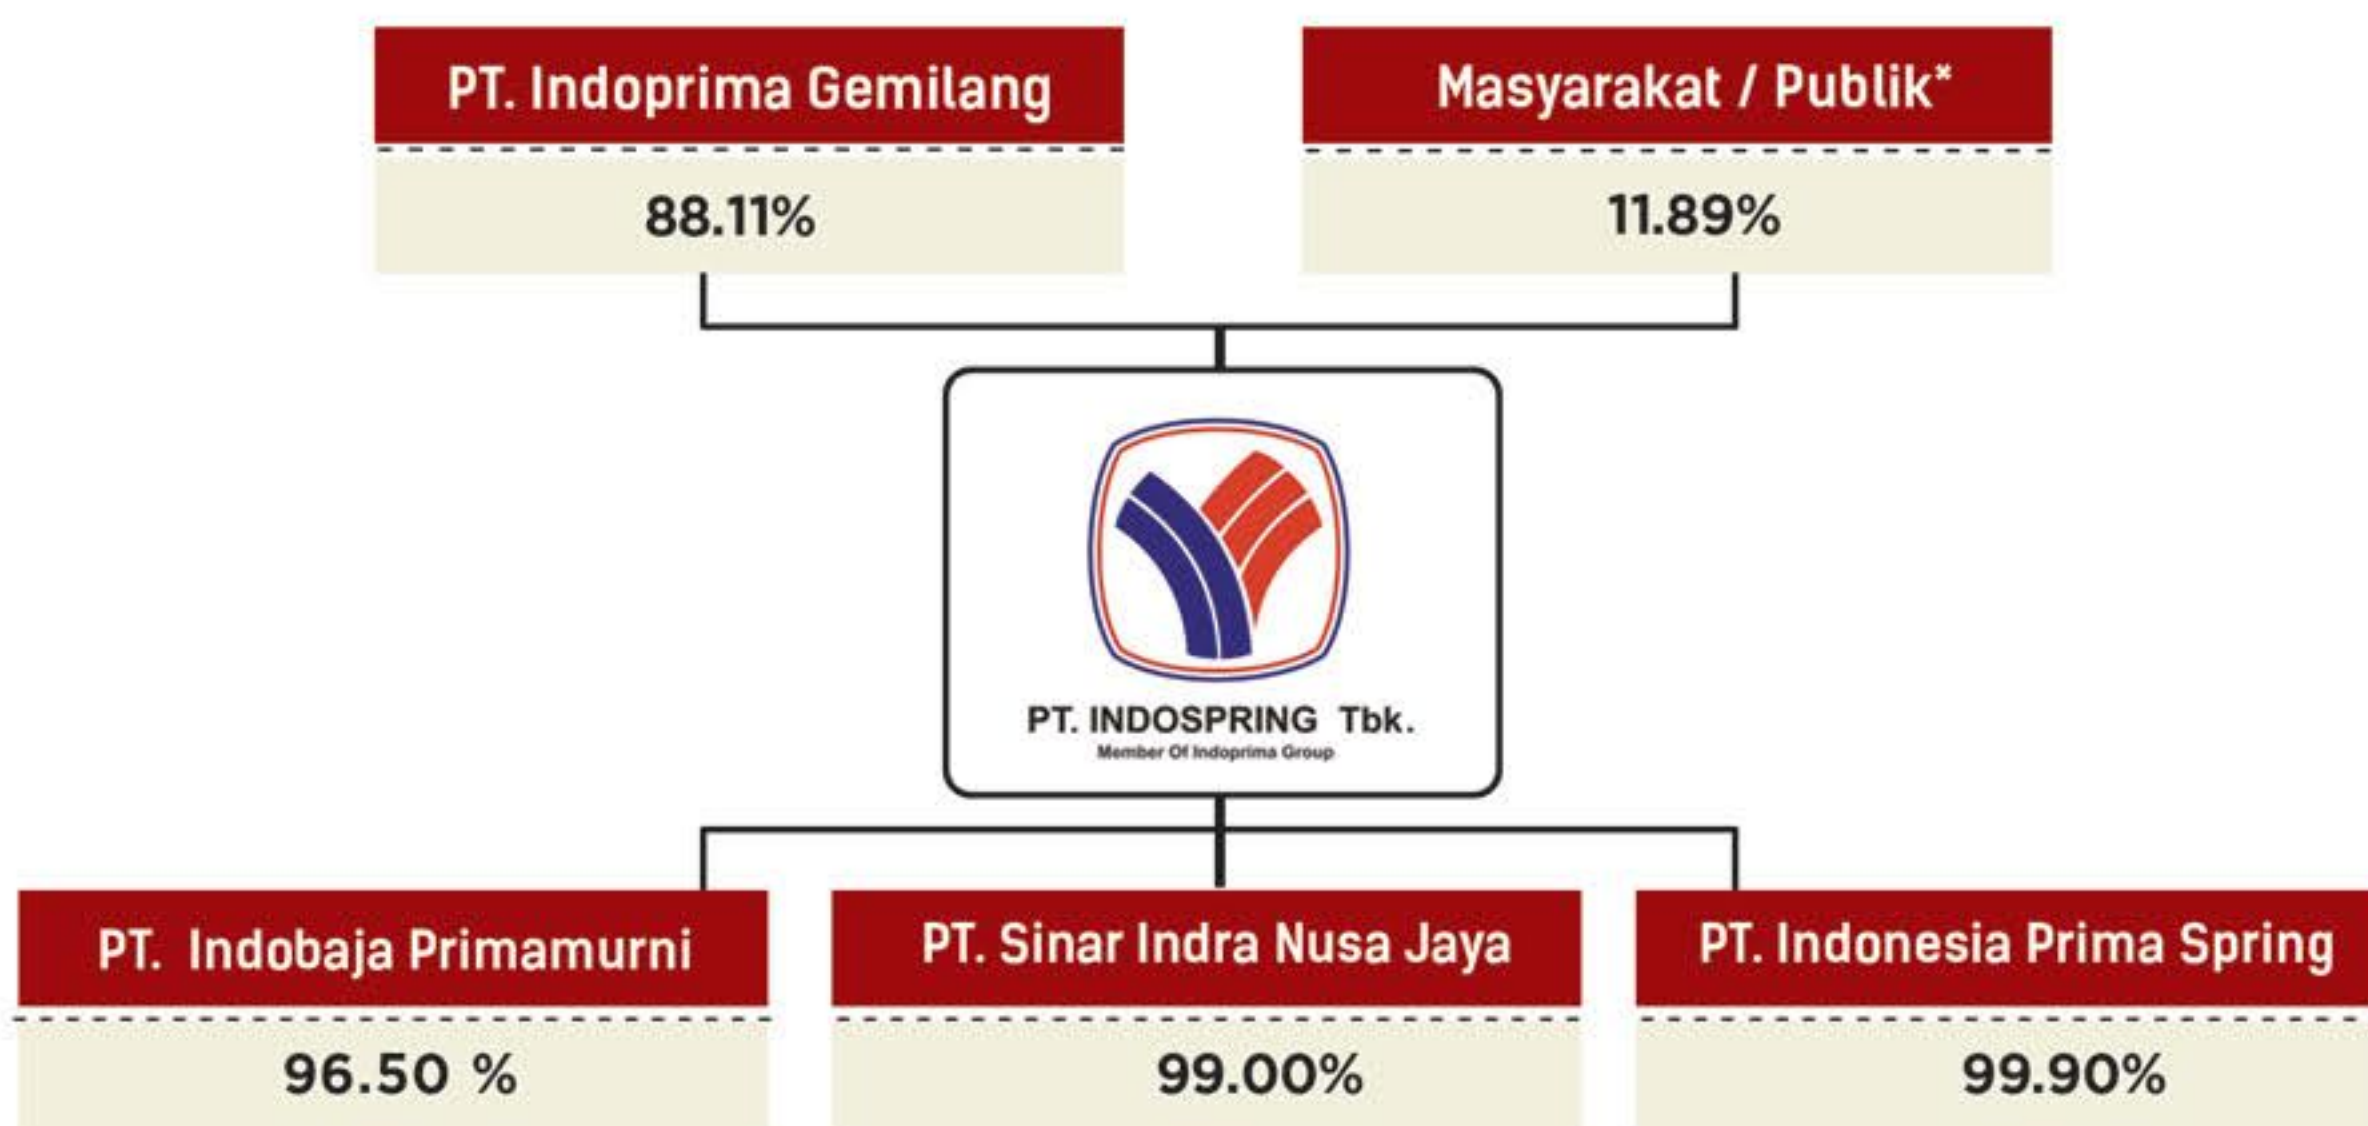 PT. Indoprima Gemilang
Masyarakat / Publik*
88.11%
11.89%
PT. INDOSPRING Tbk.
Member Of Indoprima Group
PT. Indobaja Primamurni
PT. Sinar Indra Nusa Jaya
PT. Indonesia Prima Spring
96.50 %
99.00%
99.90%